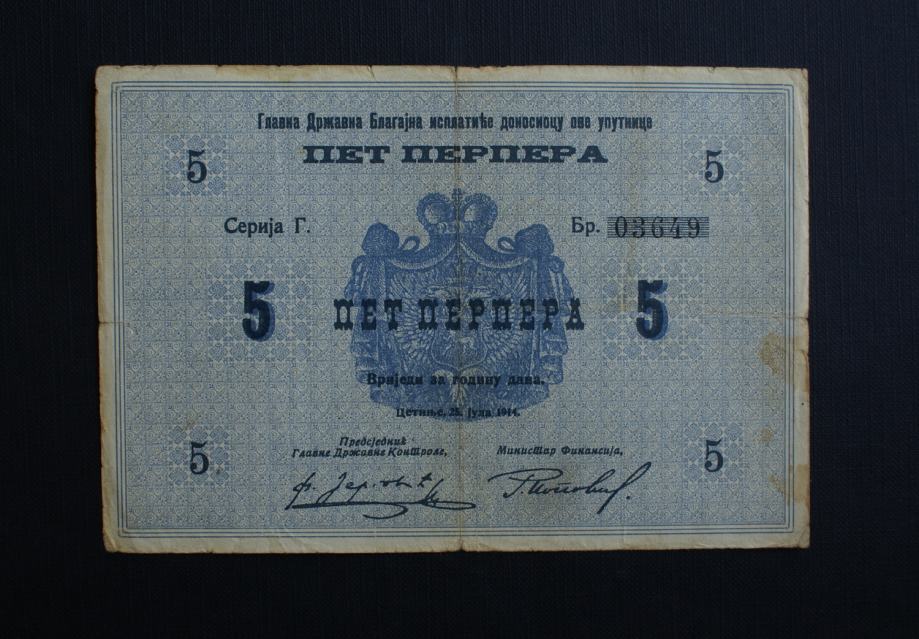 Главна Државна Благајна исплатиће доносиоцу ове упутнице
ПЕТ ПЕРПЕРА
5 5
Серија Г. Бр. 03649
5 ПЕТ ПЕРПЕРА 5
Вриједи за годину дана.
Цетиње, 25. Јула 1914.
Предсједник
Главне Државне Контроле, Министар Финансија,
5 5